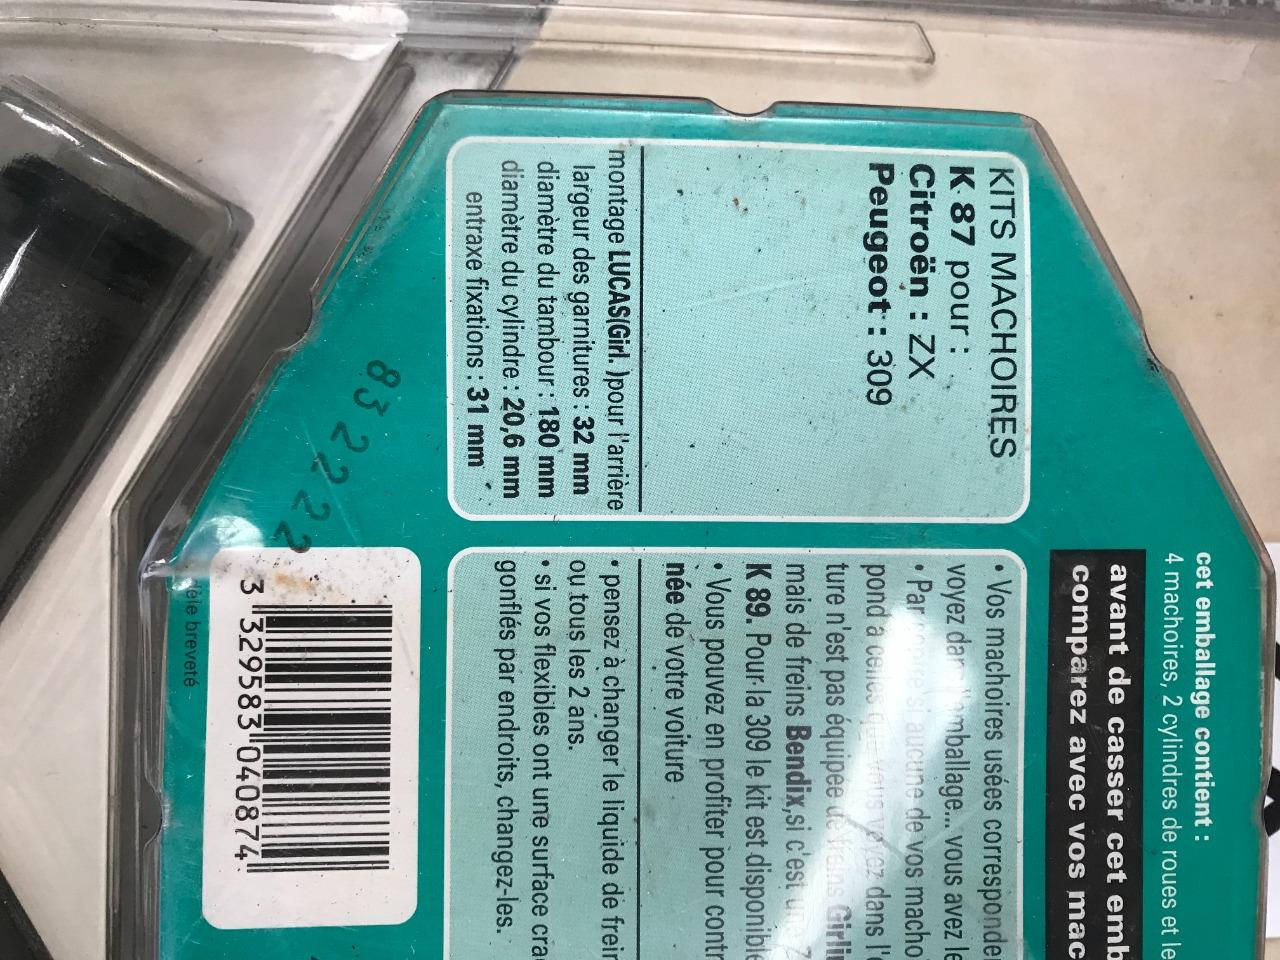 KITS MACHOIRES
K 87 pour :
Citroën : ZX
Peugeot : 309
montage LUCAS(Girl. )pour l'arrière
largeur des garnitures : 32 mm
diamètre du tambour : 180 mm
diamètre du cylindre : 20,6 mm
entraxe fixations : 31 mm
83 2222
cet emballage contient :
4 machoires, 2 cylindres de roues et le
avant de casser cet emb
comparez avec vos mac
• Vos machoires usées corresponde
voyez dan l'emballage... vous avez le
• Par si aucune de vos macho
pond à celles que vous voyez dans l'e
ture n'est pas équipée de freins Girli
mais de freins Bendix,si c'est u
K 89. Pour la 309 le kit est disponible
• Vous pouvez en profiter pour contr
née de votre voiture
• pensez à changer le liquide de frein
ou tous les 2 ans.
• si vos flexibles ont une surface cra
gonflés par endroits, changez-les.
3 329583 040874
èle breveté